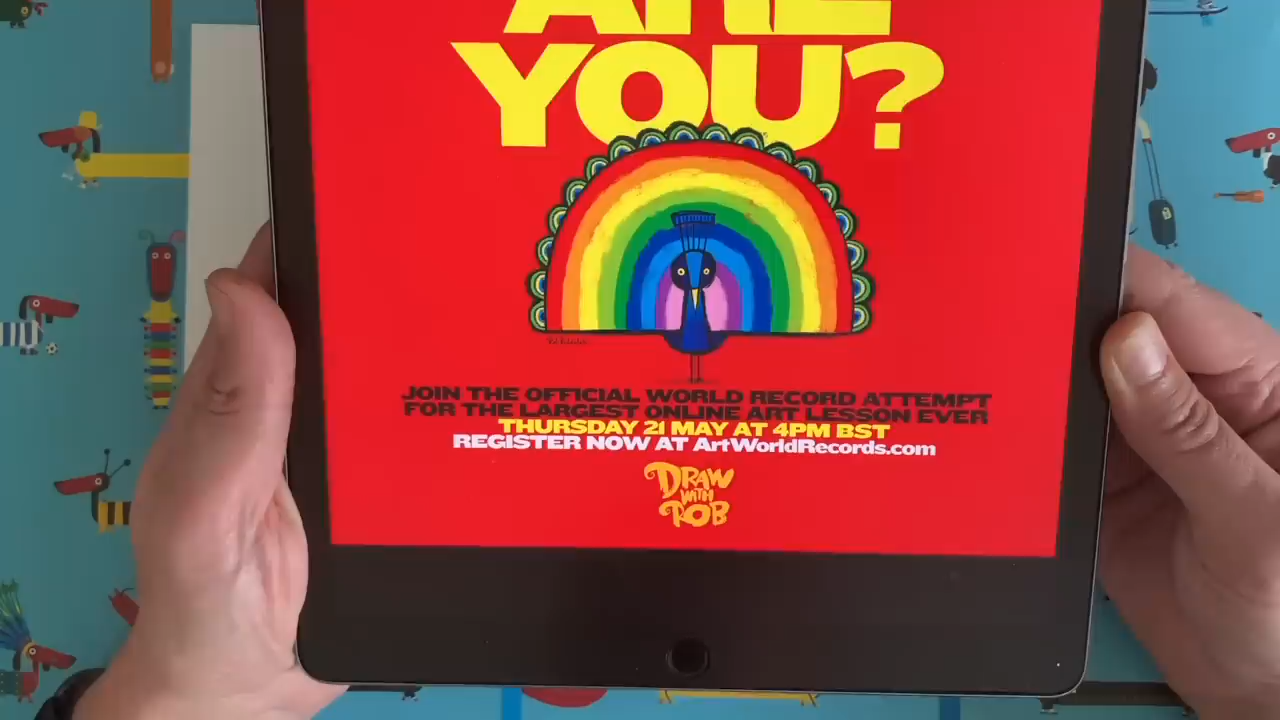 ARE
YOU?
JOIN THE OFFICIAL WORLD RECORD ATTEMPT
FOR THE LARGEST ONLINE ART LESSON EVER
THURSDAY 21 MAY AT 4PM BST
REGISTER NOW AT ArtWorldRecords.com
DRAW
WITH
ROB